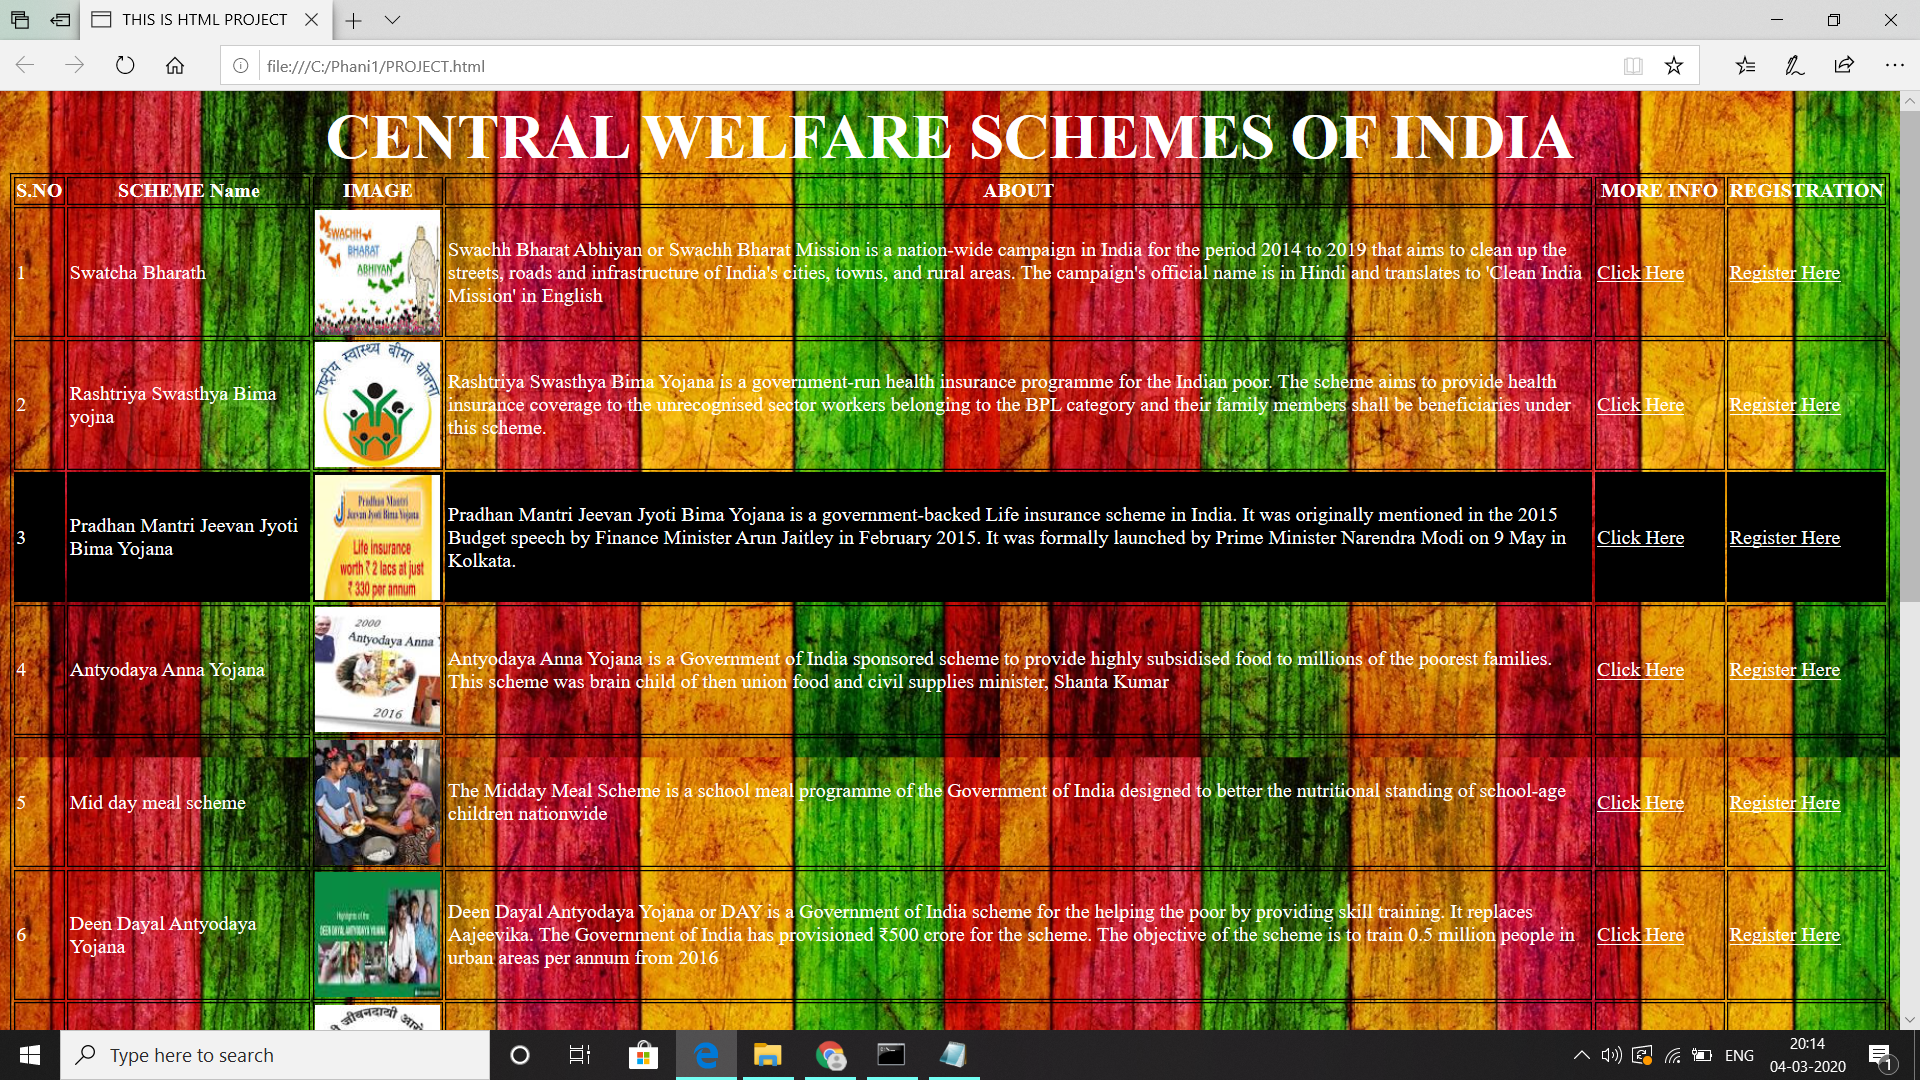 THIS IS HTML PROJECT
file:///C:/Phani1/PROJECT.html
CENTRAL WELFARE SCHEMES OF INDIA
S.NO SCHEME Name IMAGE ABOUT MORE INFO REGISTRATION
1
Swatcha Bharath
SWACHH
BHARAT
ABHIYAN
Swachh Bharat Abhiyan or Swachh Bharat Mission is a nation-wide campaign in India for the period 2014 to 2019 that aims to clean up the
streets, roads and infrastructure of India's cities, towns, and rural areas. The campaign's official name is in Hindi and translates to 'Clean India
Mission' in English
Click Here
Register Here
2
Rashtriya Swasthya Bima
yojna
राष्ट्रीय स्वास्थ्य बीमा योजना
Rashtriya Swasthya Bima Yojana is a government-run health insurance programme for the Indian poor. The scheme aims to provide health
insurance coverage to the unrecognised sector workers belonging to the BPL category and their family members shall be beneficiaries under
this scheme.
Click Here
Register Here
3
Pradhan Mantri Jeevan Jyoti
Bima Yojana
Pradhan Mantri
Jeevan Jyoti Bima Yojana
Life insurance
worth ₹ 2 lacs at just
₹ 330 per annum
Pradhan Mantri Jeevan Jyoti Bima Yojana is a government-backed Life insurance scheme in India. It was originally mentioned in the 2015
Budget speech by Finance Minister Arun Jaitley in February 2015. It was formally launched by Prime Minister Narendra Modi on 9 May in
Kolkata.
Click Here
Register Here
4
Antyodaya Anna Yojana
2000
Antyodaya Anna Y
2016
Antyodaya Anna Yojana is a Government of India sponsored scheme to provide highly subsidised food to millions of the poorest families.
This scheme was brain child of then union food and civil supplies minister, Shanta Kumar
Click Here
Register Here
5
Mid day meal scheme
The Midday Meal Scheme is a school meal programme of the Government of India designed to better the nutritional standing of school-age
children nationwide
Click Here
Register Here
6
Deen Dayal Antyodaya
Yojana
Highlights of the
DEEN DAYAL ANTYODAYA YOJANA
Deen Dayal Antyodaya Yojana or DAY is a Government of India scheme for the helping the poor by providing skill training. It replaces
Aajeevika. The Government of India has provisioned ₹500 crore for the scheme. The objective of the scheme is to train 0.5 million people in
urban areas per annum from 2016
Click Here
Register Here
Type here to search
ENG
20:14
04-03-2020
1